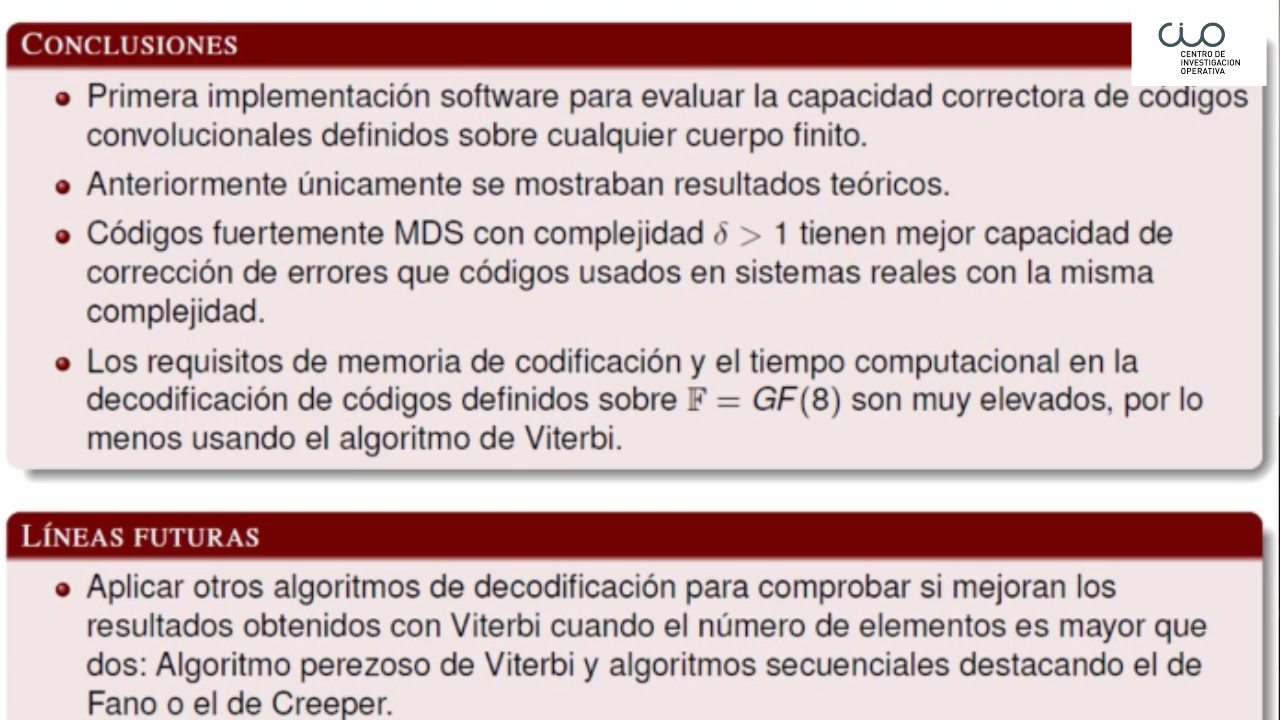 CONCLUSIONES
CIO
CENTRO DE
INVESTIGACIÓN
OPERATIVA
Primera implementación software para evaluar la capacidad correctora de códigos
convolucionales definidos sobre cualquier cuerpo finito.
Anteriormente únicamente se mostraban resultados teóricos.
Códigos fuertemente MDS con complejidad δ > 1 tienen mejor capacidad de
corrección de errores que códigos usados en sistemas reales con la misma
complejidad.
Los requisitos de memoria de codificación y el tiempo computacional en la
decodificación de códigos definidos sobre 𝔽 = GF(8) son muy elevados, por lo
menos usando el algoritmo de Viterbi.
LÍNEAS FUTURAS
Aplicar otros algoritmos de decodificación para comprobar si mejoran los
resultados obtenidos con Viterbi cuando el número de elementos es mayor que
dos: Algoritmo perezoso de Viterbi y algoritmos secuenciales destacando el de
Fano o el de Creeper.